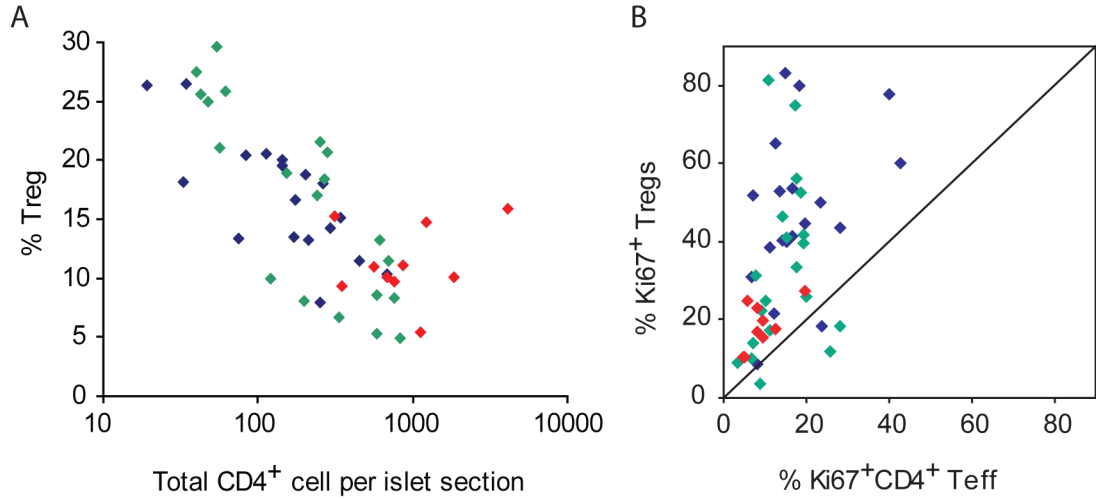 A
30
25
20
15
10
5
0
% Treg
10 100 1000 10000
Total CD4⁺ cell per islet section
B
80
60
40
20
0
% Ki67⁺ Tregs
0 20 40 60 80
% Ki67⁺CD4⁺ Teff